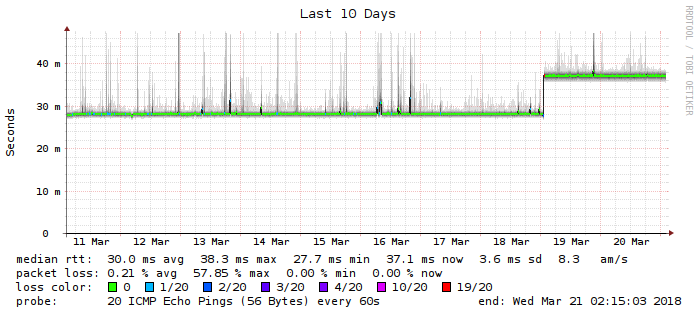 Last 10 Days
RRDTOOL / TOBI OETIKER
Seconds
40 m
30 m
20 m
10 m
0
11 Mar 12 Mar 13 Mar 14 Mar 15 Mar 16 Mar 17 Mar 18 Mar 19 Mar 20 Mar
median rtt: 30.0 ms avg 38.3 ms max 27.7 ms min 37.1 ms now 3.6 ms sd 8.3 am/s
packet loss: 0.21 % avg 57.85 % max 0.00 % min 0.00 % now
loss color: 0 1/20 2/20 3/20 4/20 10/20 19/20
probe: 20 ICMP Echo Pings (56 Bytes) every 60s end: Wed Mar 21 02:15:03 2018